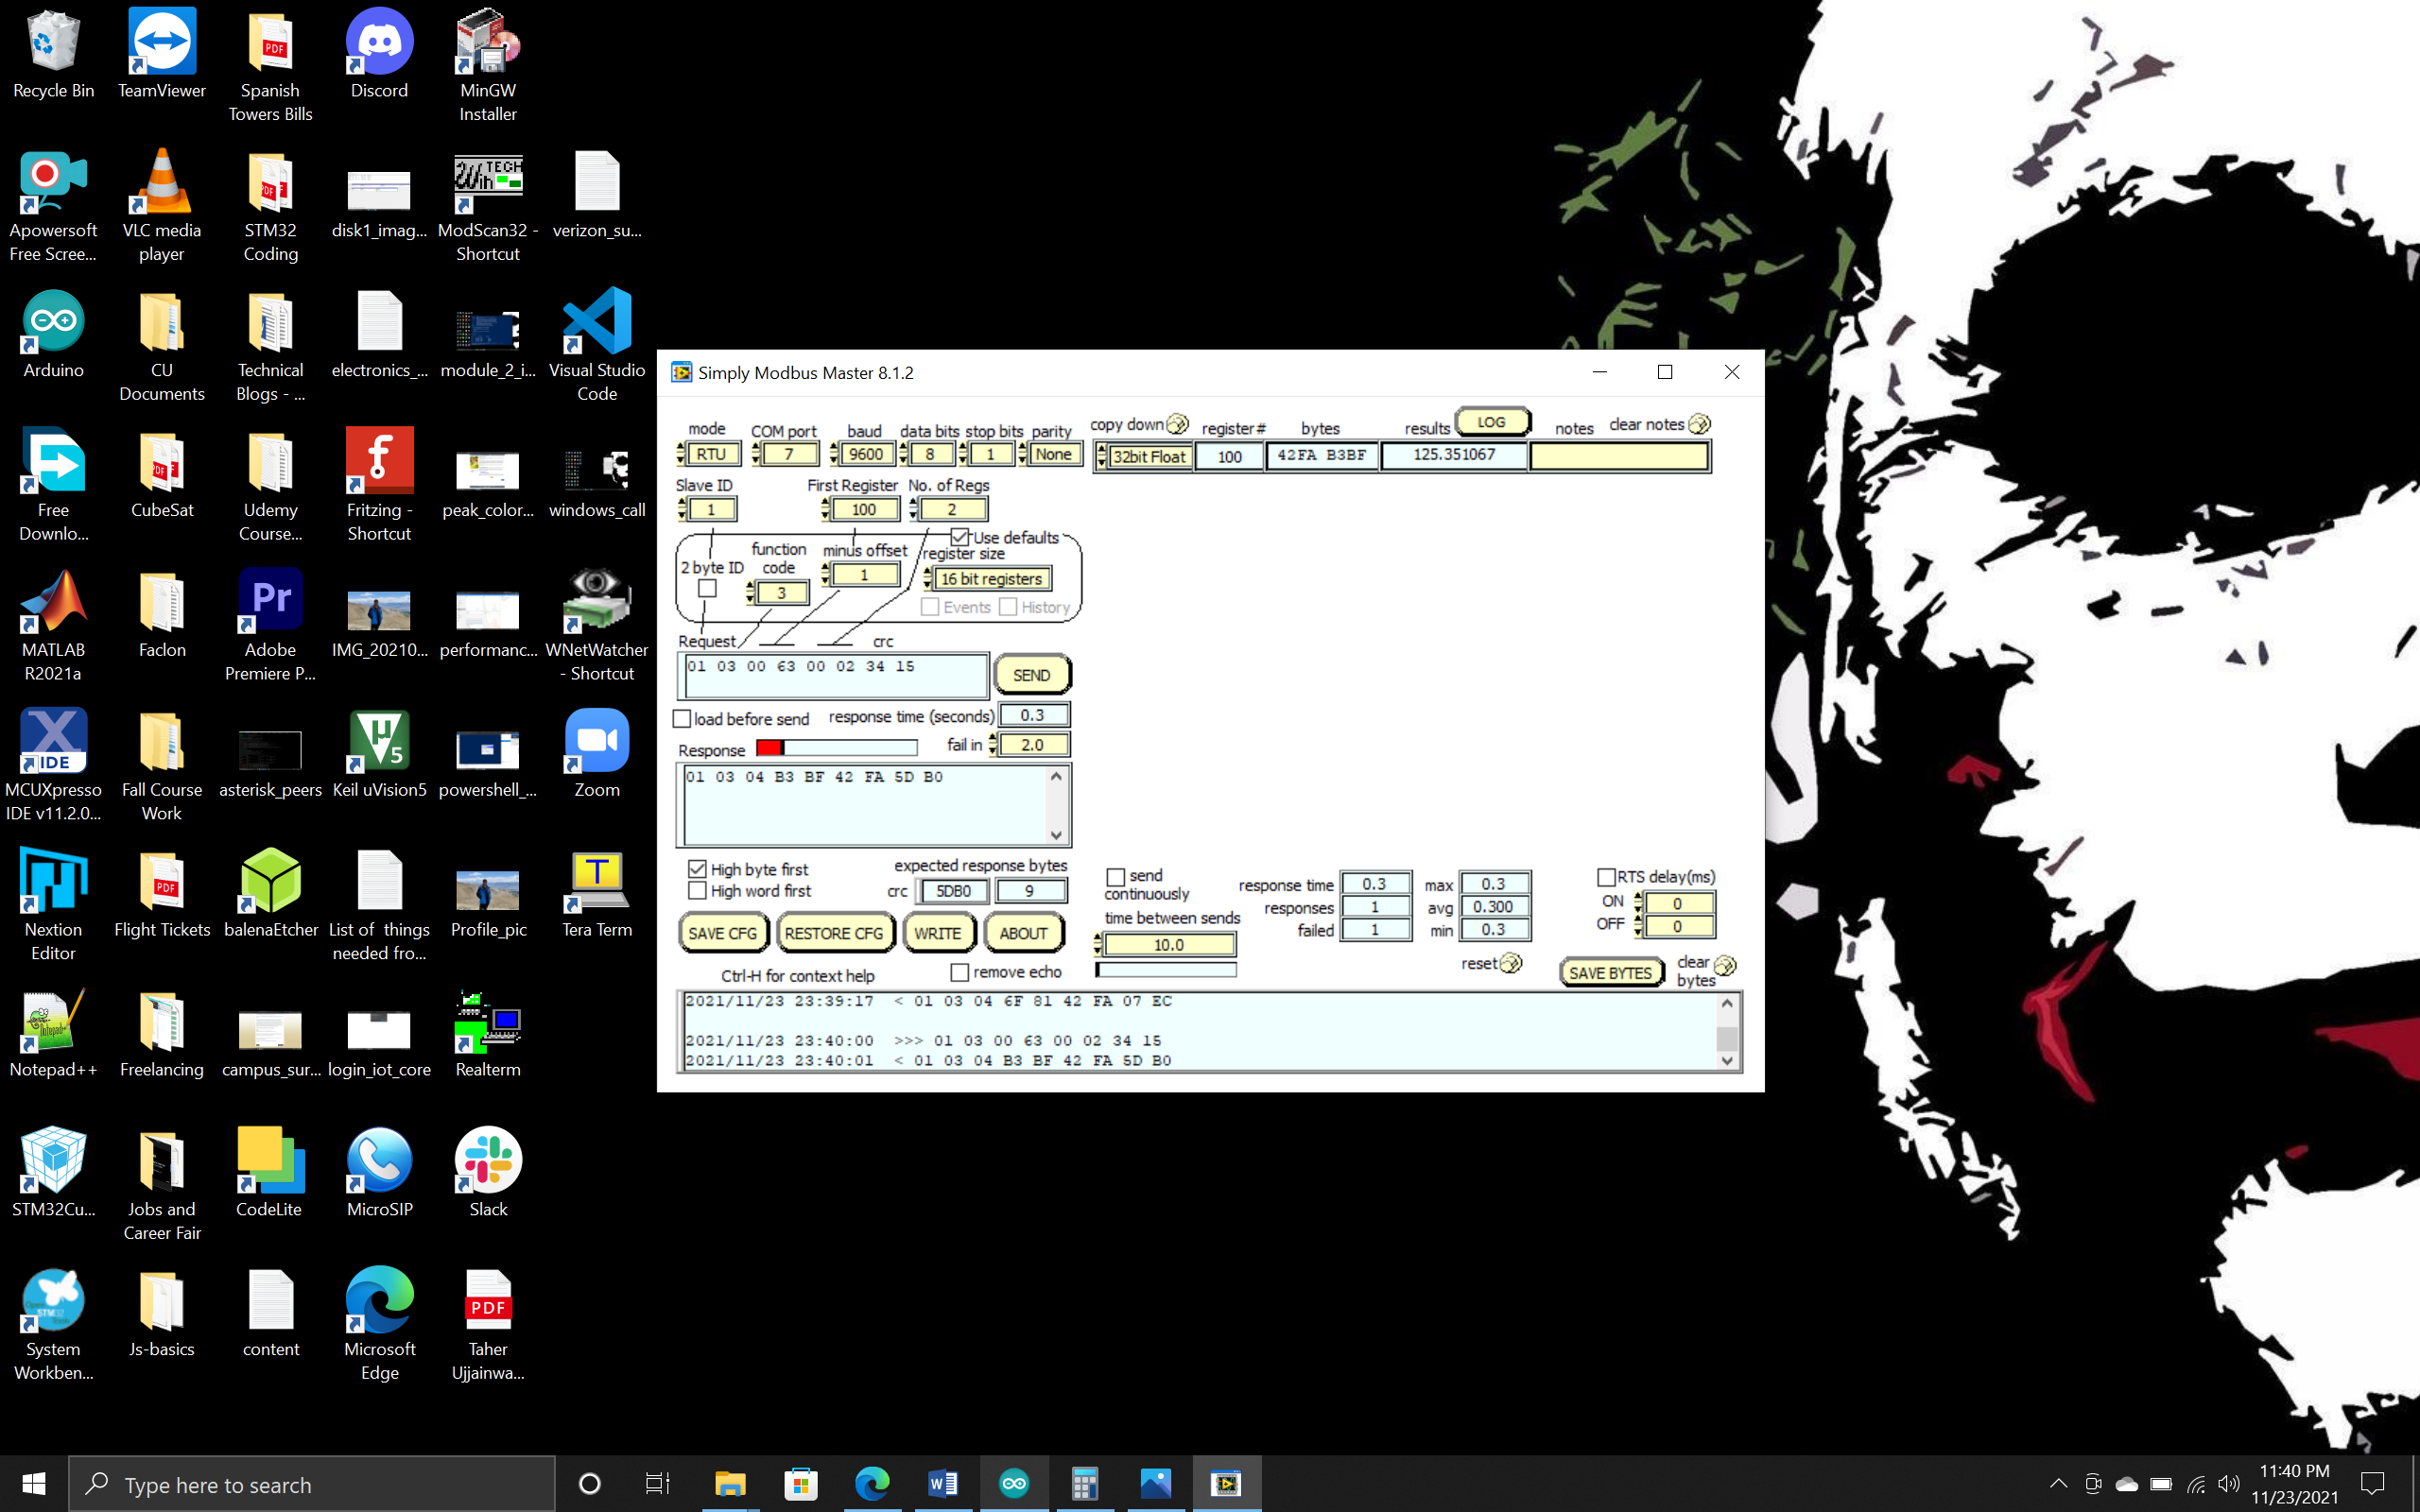 Recycle Bin
TeamViewer
Spanish
Towers Bills
Discord
MinGW
Installer
Apowersoft
Free Scree...
VLC media
player
STM32
Coding
disk1_imag...
ModScan32 -
Shortcut
verizon_su...
Arduino
CU
Documents
Technical
Blogs - ...
electronics_...
module_2_i...
Visual Studio
Code
Free
Downlo...
CubeSat
Udemy
Course...
Fritzing -
Shortcut
peak_color...
windows_call
MATLAB
R2021a
Faclon
Adobe
Premiere P...
IMG_20210...
performanc...
WNetWatcher
- Shortcut
MCUXpresso
IDE v11.2.0...
Fall Course
Work
asterisk_peers
Keil uVision5
powershell_...
Zoom
Nextion
Editor
Flight Tickets
balenaEtcher
List of things
needed fro...
Profile_pic
Tera Term
Notepad++
Freelancing
campus_sur...
login_iot_core
Realterm
STM32Cu...
Jobs and
Career Fair
CodeLite
MicroSIP
Slack
System
Workben...
Js-basics
content
Microsoft
Edge
Taher
Ujjainwa...
Simply Modbus Master 8.1.2
mode COM port baud data bits stop bits parity
RTU 7 9600 8 1 None
copy down register# bytes results LOG notes clear notes
32bit Float 100 42FA B3BF 125.351067
Slave ID First Register No. of Regs
1 100 2
Use defaults
2 byte ID function code minus offset register size
3 1 16 bit registers
Events History
Request crc
01 03 00 63 00 02 34 15
SEND
load before send response time (seconds) 0.3
Response fail in 2.0
01 03 04 B3 BF 42 FA 5D B0
High byte first expected response bytes
High word first crc 5DB0 9
SAVE CFG RESTORE CFG WRITE ABOUT
Ctrl-H for context help remove echo
send
continuously
time between sends
10.0
response time 0.3 max 0.3
responses 1 avg 0.300
failed 1 min 0.3
reset
RTS delay(ms)
ON 0
OFF 0
SAVE BYTES clear
bytes
2021/11/23 23:39:17 < 01 03 04 6F 81 42 FA 07 EC
2021/11/23 23:40:00 >>> 01 03 00 63 00 02 34 15
2021/11/23 23:40:01 < 01 03 04 B3 BF 42 FA 5D B0
Type here to search
11:40 PM
11/23/2021